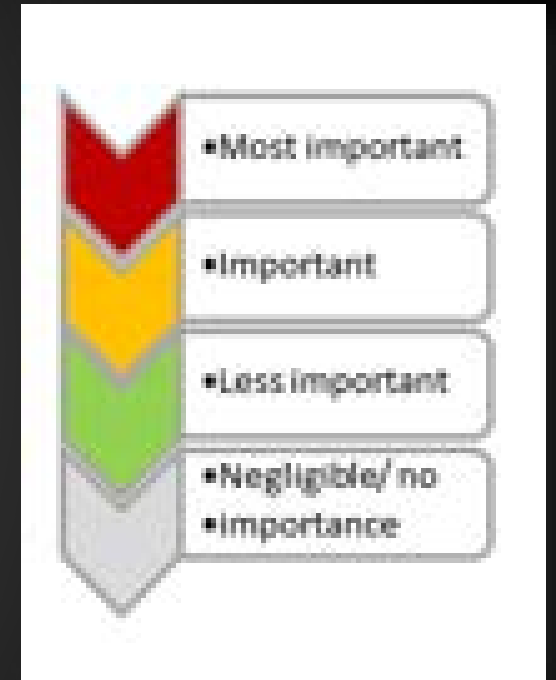 •Most important
•Important
•Less important
•Negligible/ no
•importance